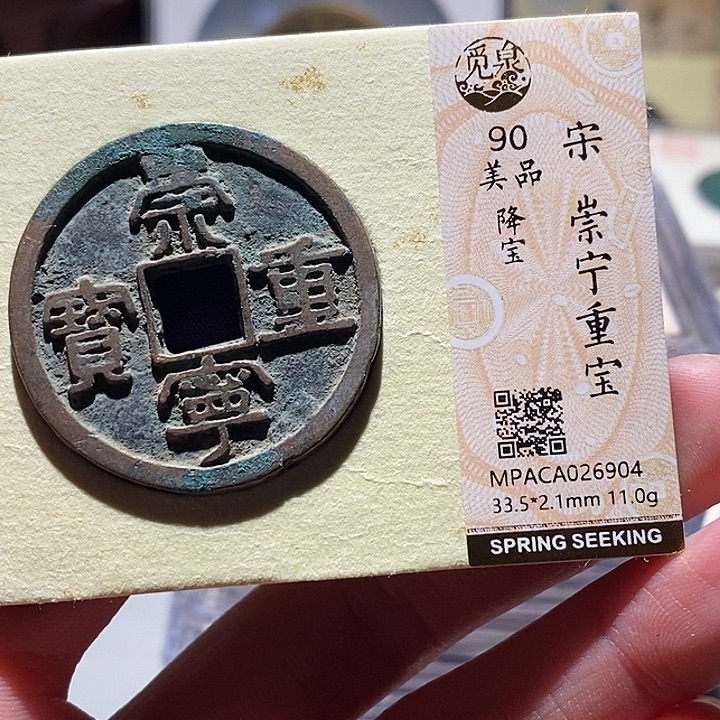 崇
重
寧
寶
觅泉
90
美品
降宝
宋
崇宁重宝
MPACA026904
33.5*2.1mm 11.0g
SPRING SEEKING